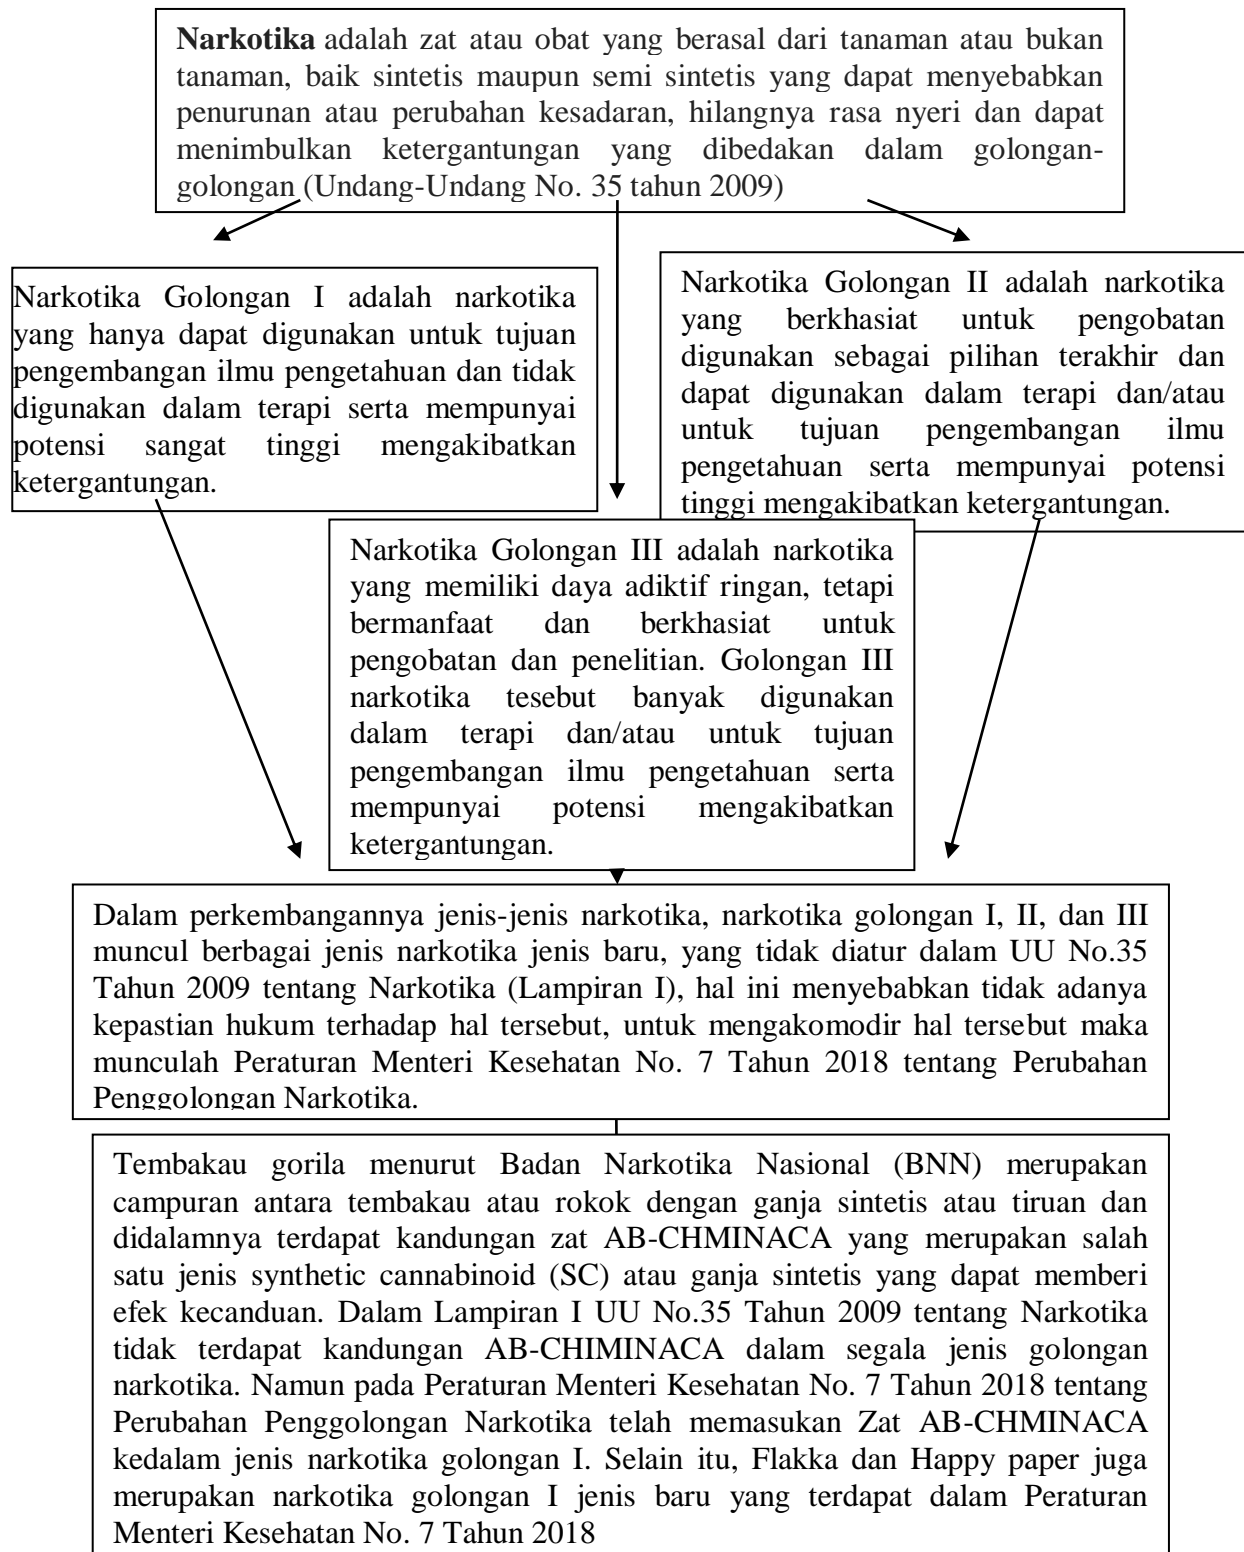 Narkotika adalah zat atau obat yang berasal dari tanaman atau bukan
tanaman, baik sintetis maupun semi sintetis yang dapat menyebabkan
penurunan atau perubahan kesadaran, hilangnya rasa nyeri dan dapat
menimbulkan ketergantungan yang dibedakan dalam golongan-
golongan (Undang-Undang No. 35 tahun 2009)
Narkotika Golongan I adalah narkotika
yang hanya dapat digunakan untuk tujuan
pengembangan ilmu pengetahuan dan tidak
digunakan dalam terapi serta mempunyai
potensi sangat tinggi mengakibatkan
ketergantungan.
Narkotika Golongan II adalah narkotika
yang berkhasiat untuk pengobatan
digunakan sebagai pilihan terakhir dan
dapat digunakan dalam terapi dan/atau
untuk tujuan pengembangan ilmu
pengetahuan serta mempunyai potensi
tinggi mengakibatkan ketergantungan.
Narkotika Golongan III adalah narkotika
yang memiliki daya adiktif ringan, tetapi
bermanfaat dan berkhasiat untuk
pengobatan dan penelitian. Golongan III
narkotika tesebut banyak digunakan
dalam terapi dan/atau untuk tujuan
pengembangan ilmu pengetahuan serta
mempunyai potensi mengakibatkan
ketergantungan.
Dalam perkembangannya jenis-jenis narkotika, narkotika golongan I, II, dan III
muncul berbagai jenis narkotika jenis baru, yang tidak diatur dalam UU No.35
Tahun 2009 tentang Narkotika (Lampiran I), hal ini menyebabkan tidak adanya
kepastian hukum terhadap hal tersebut, untuk mengakomodir hal tersebut maka
munculah Peraturan Menteri Kesehatan No. 7 Tahun 2018 tentang Perubahan
Penggolongan Narkotika.
Tembakau gorila menurut Badan Narkotika Nasional (BNN) merupakan
campuran antara tembakau atau rokok dengan ganja sintetis atau tiruan dan
didalamnya terdapat kandungan zat AB-CHMINACA yang merupakan salah
satu jenis synthetic cannabinoid (SC) atau ganja sintetis yang dapat memberi
efek kecanduan. Dalam Lampiran I UU No.35 Tahun 2009 tentang Narkotika
tidak terdapat kandungan AB-CHIMINACA dalam segala jenis golongan
narkotika. Namun pada Peraturan Menteri Kesehatan No. 7 Tahun 2018 tentang
Perubahan Penggolongan Narkotika telah memasukan Zat AB-CHMINACA
kedalam jenis narkotika golongan I. Selain itu, Flakka dan Happy paper juga
merupakan narkotika golongan I jenis baru yang terdapat dalam Peraturan
Menteri Kesehatan No. 7 Tahun 2018